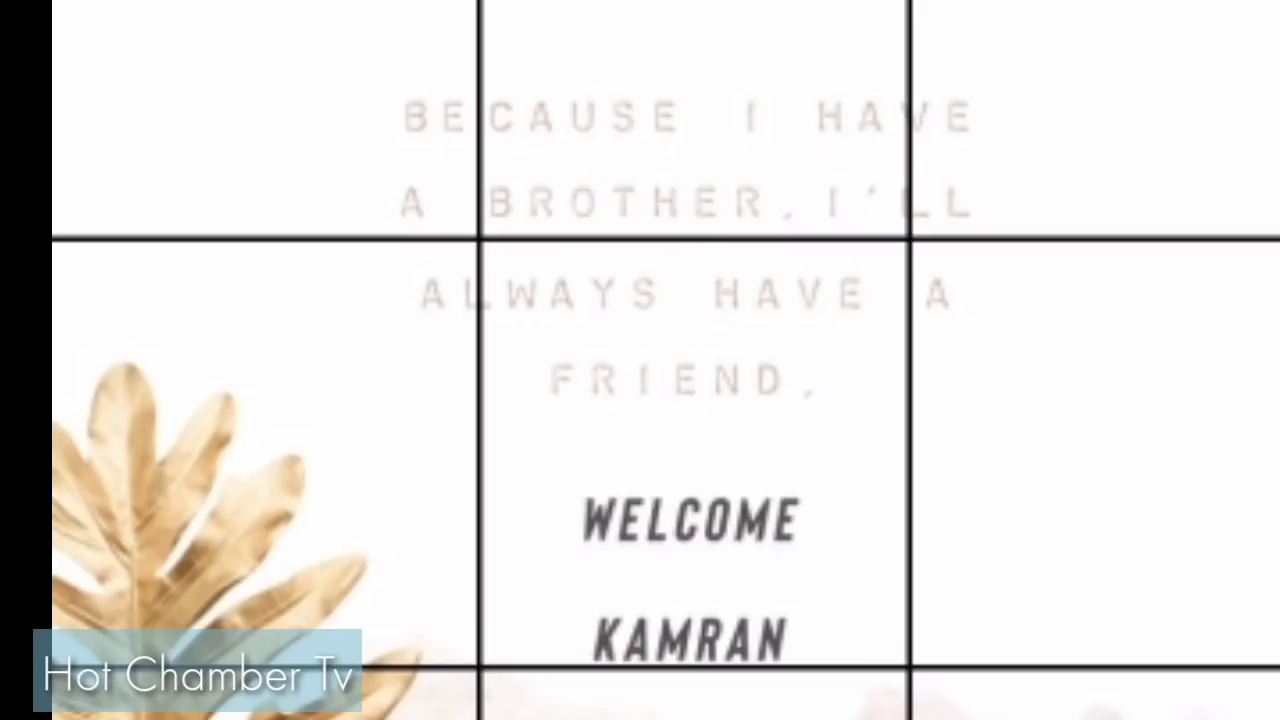 BECAUSE I HAVE
A BROTHER, I'LL
ALWAYS HAVE A
FRIEND.
WELCOME
KAMRAN
Hot Chamber Tv